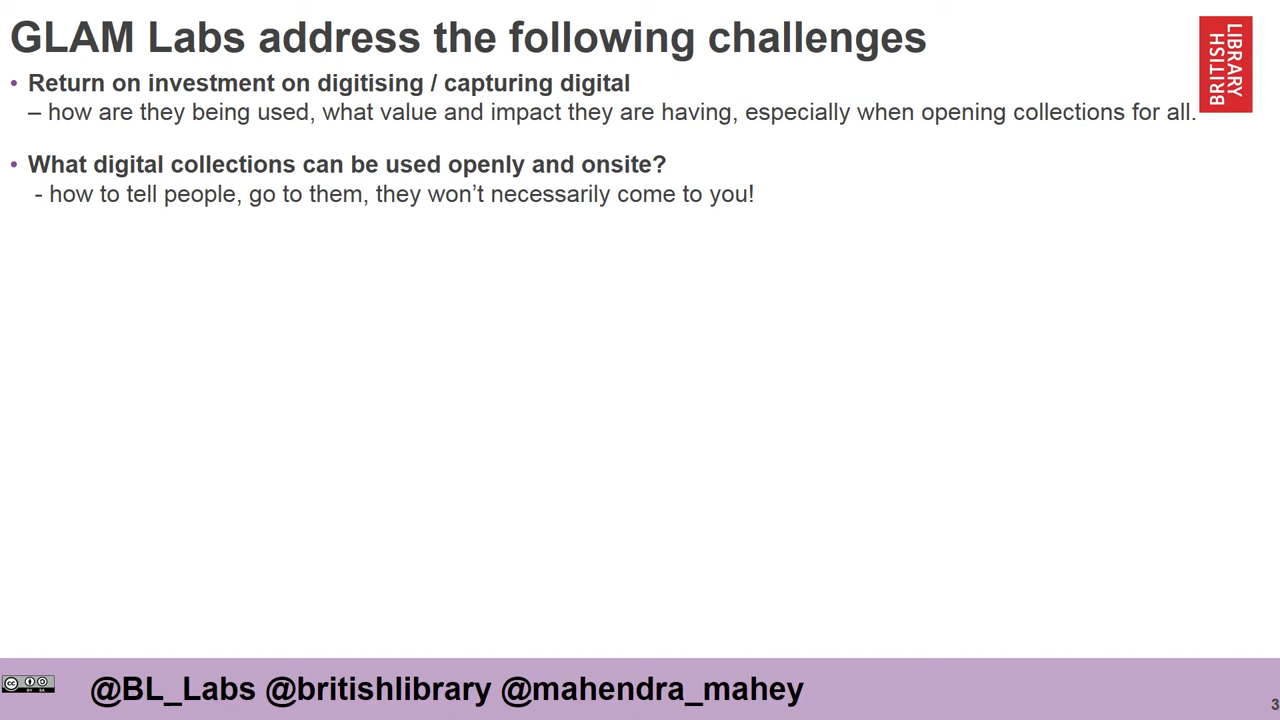 GLAM Labs address the following challenges
BRITISH
LIBRARY
• Return on investment on digitising / capturing digital
– how are they being used, what value and impact they are having, especially when opening collections for all.
• What digital collections can be used openly and onsite?
- how to tell people, go to them, they won’t necessarily come to you!
cc
BY SA
@BL_Labs @britishlibrary @mahendra_mahey
3